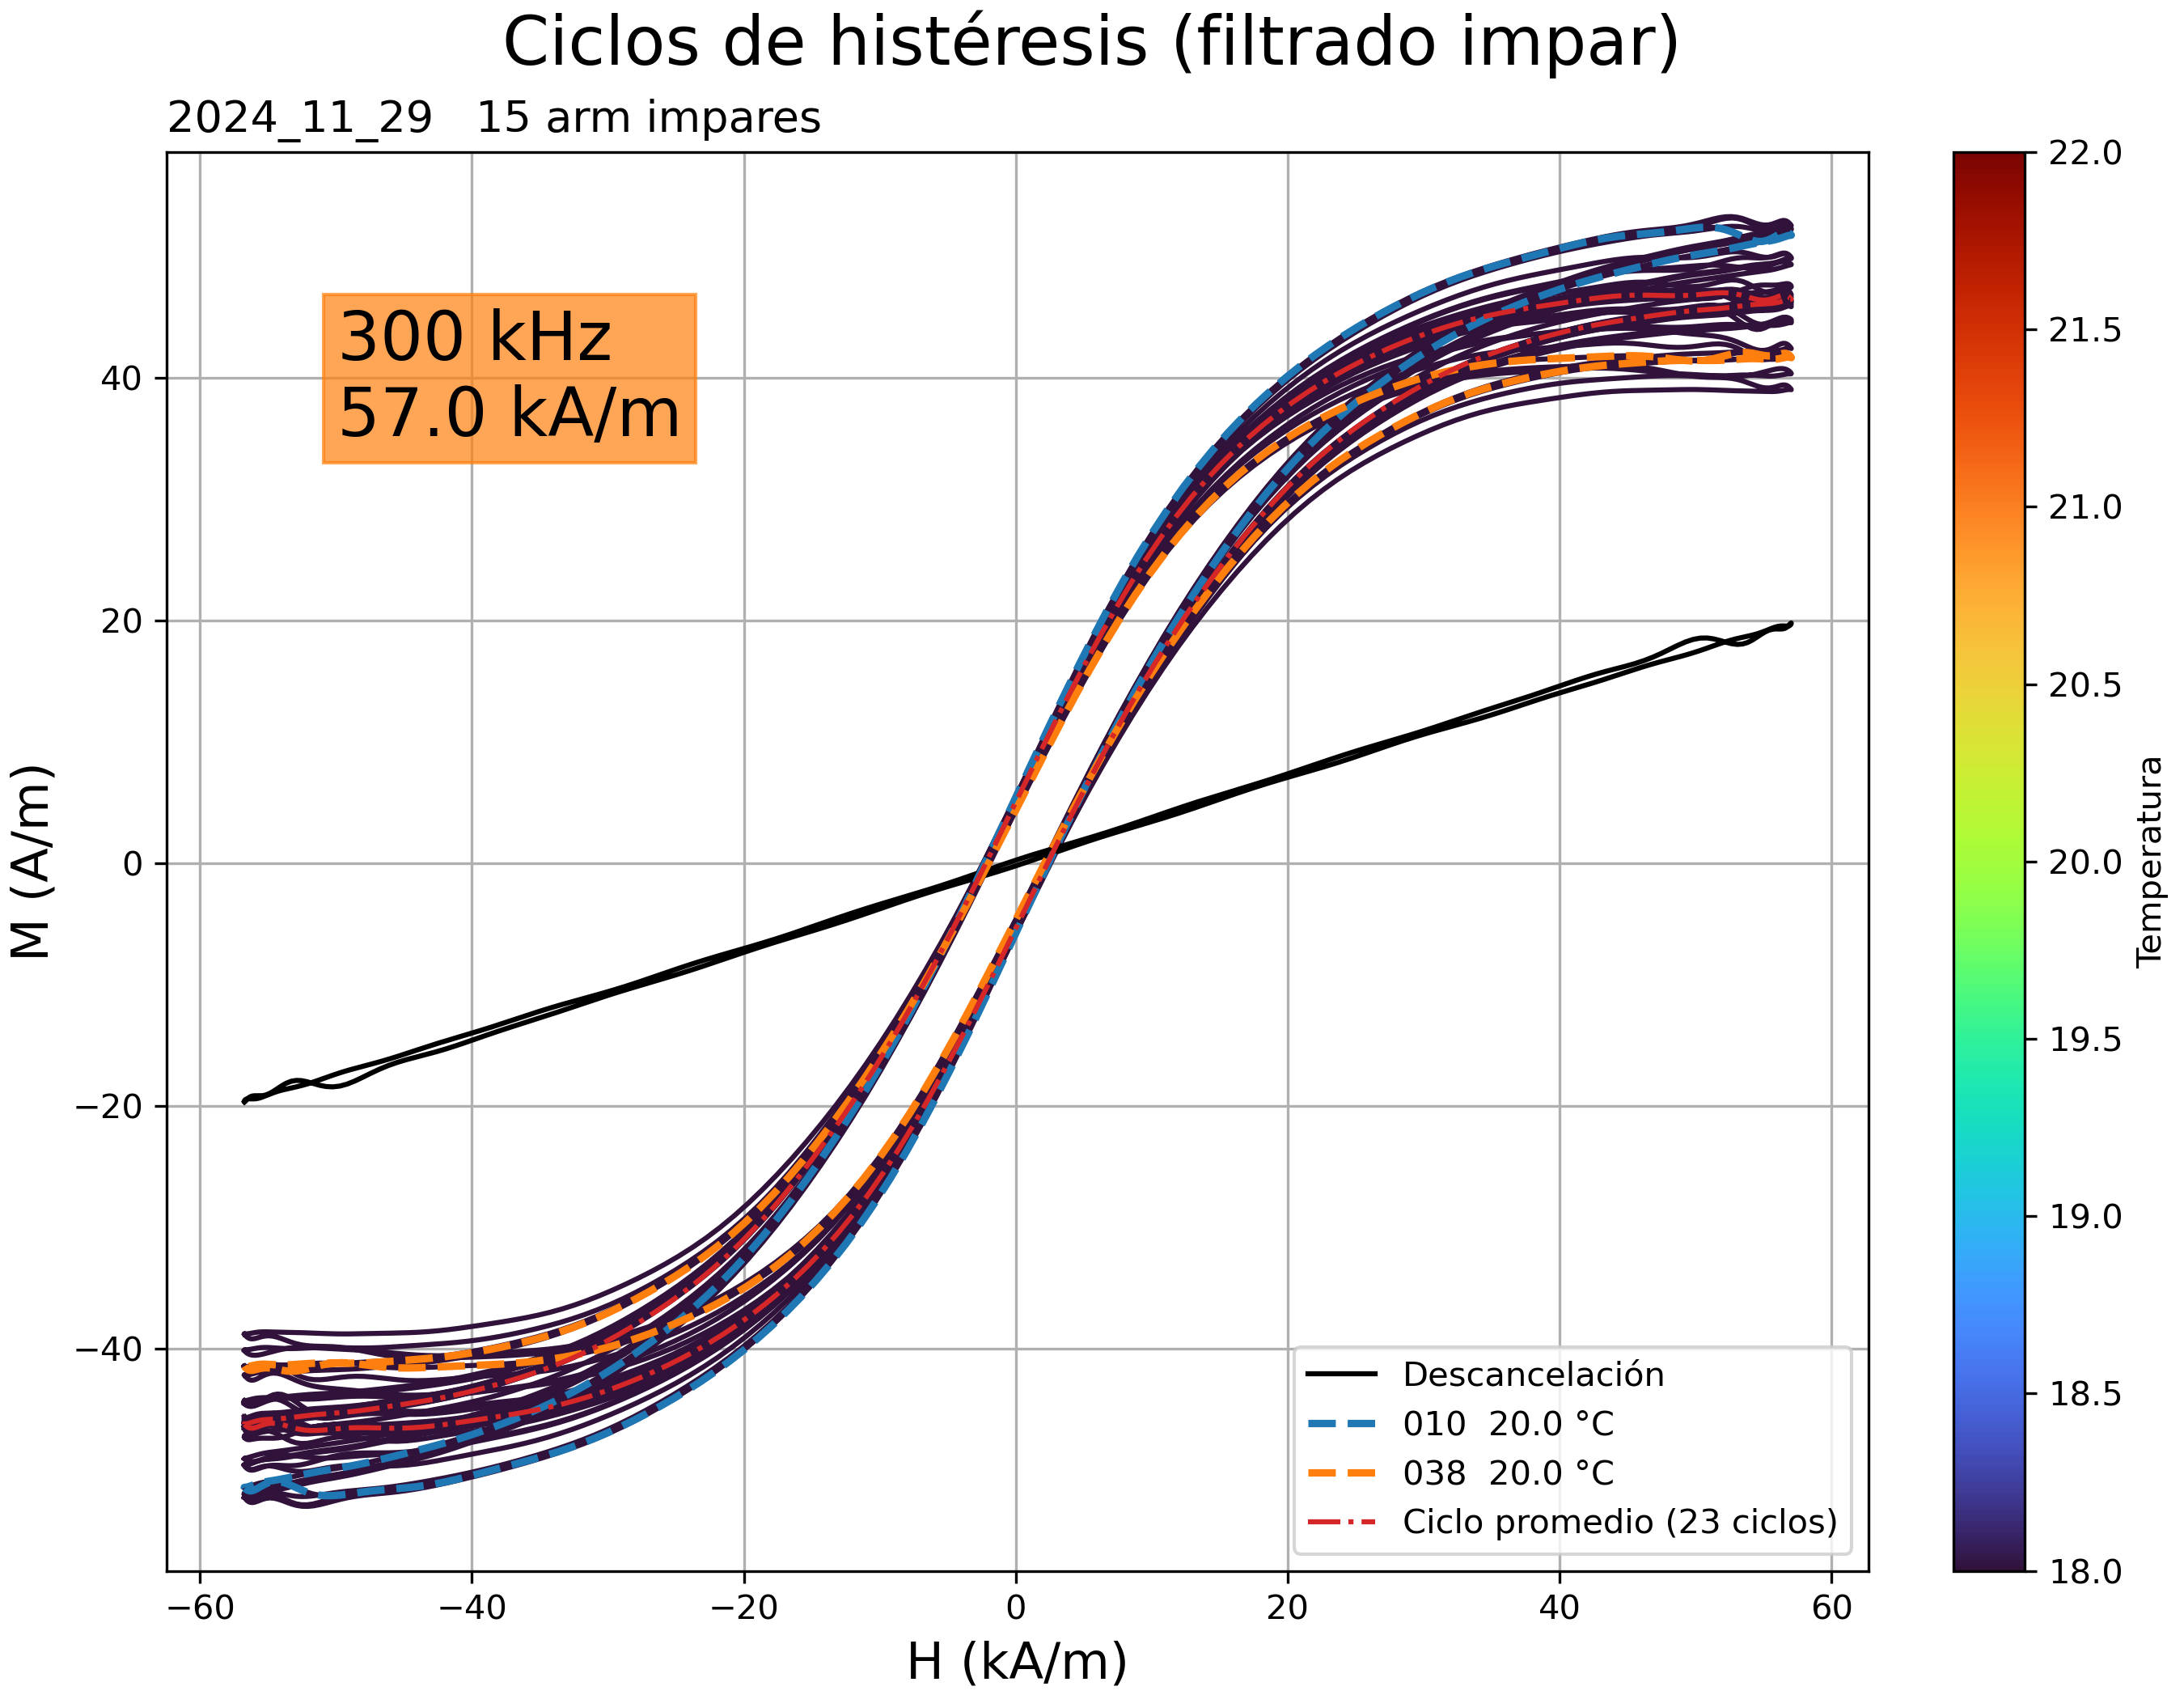 Ciclos de histéresis (filtrado impar)
2024_11_29   15 arm impares
300 kHz
57.0 kA/m
M (A/m)
40
20
0
−20
−40
−60
−40
−20
0
20
40
60
H (kA/m)
Descancelación
010  20.0 °C
038  20.0 °C
Ciclo promedio (23 ciclos)
22.0
21.5
21.0
20.5
20.0
19.5
19.0
18.5
18.0
Temperatura